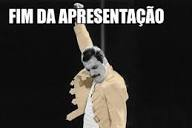 FIM DA APRESENTAÇÃO